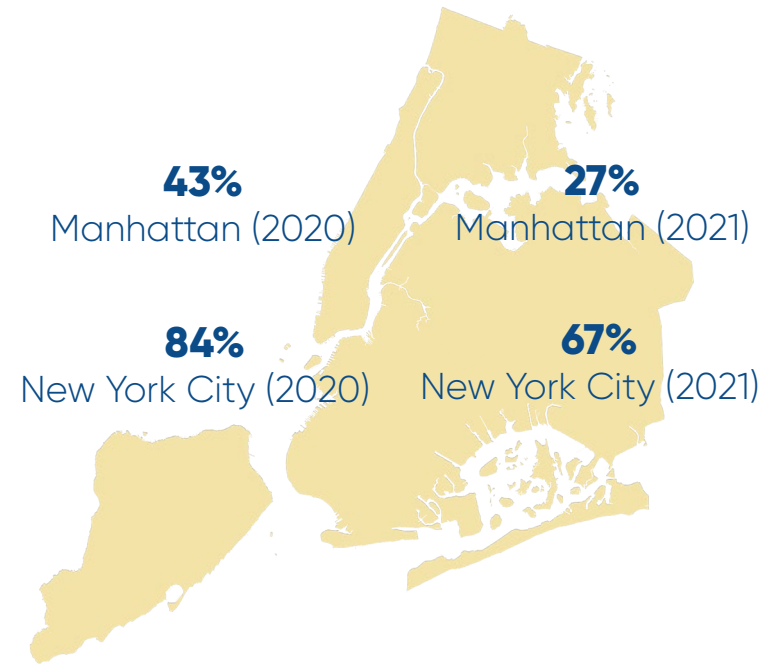 43%
Manhattan (2020)
27%
Manhattan (2021)
84%
New York City (2020)
67%
New York City (2021)